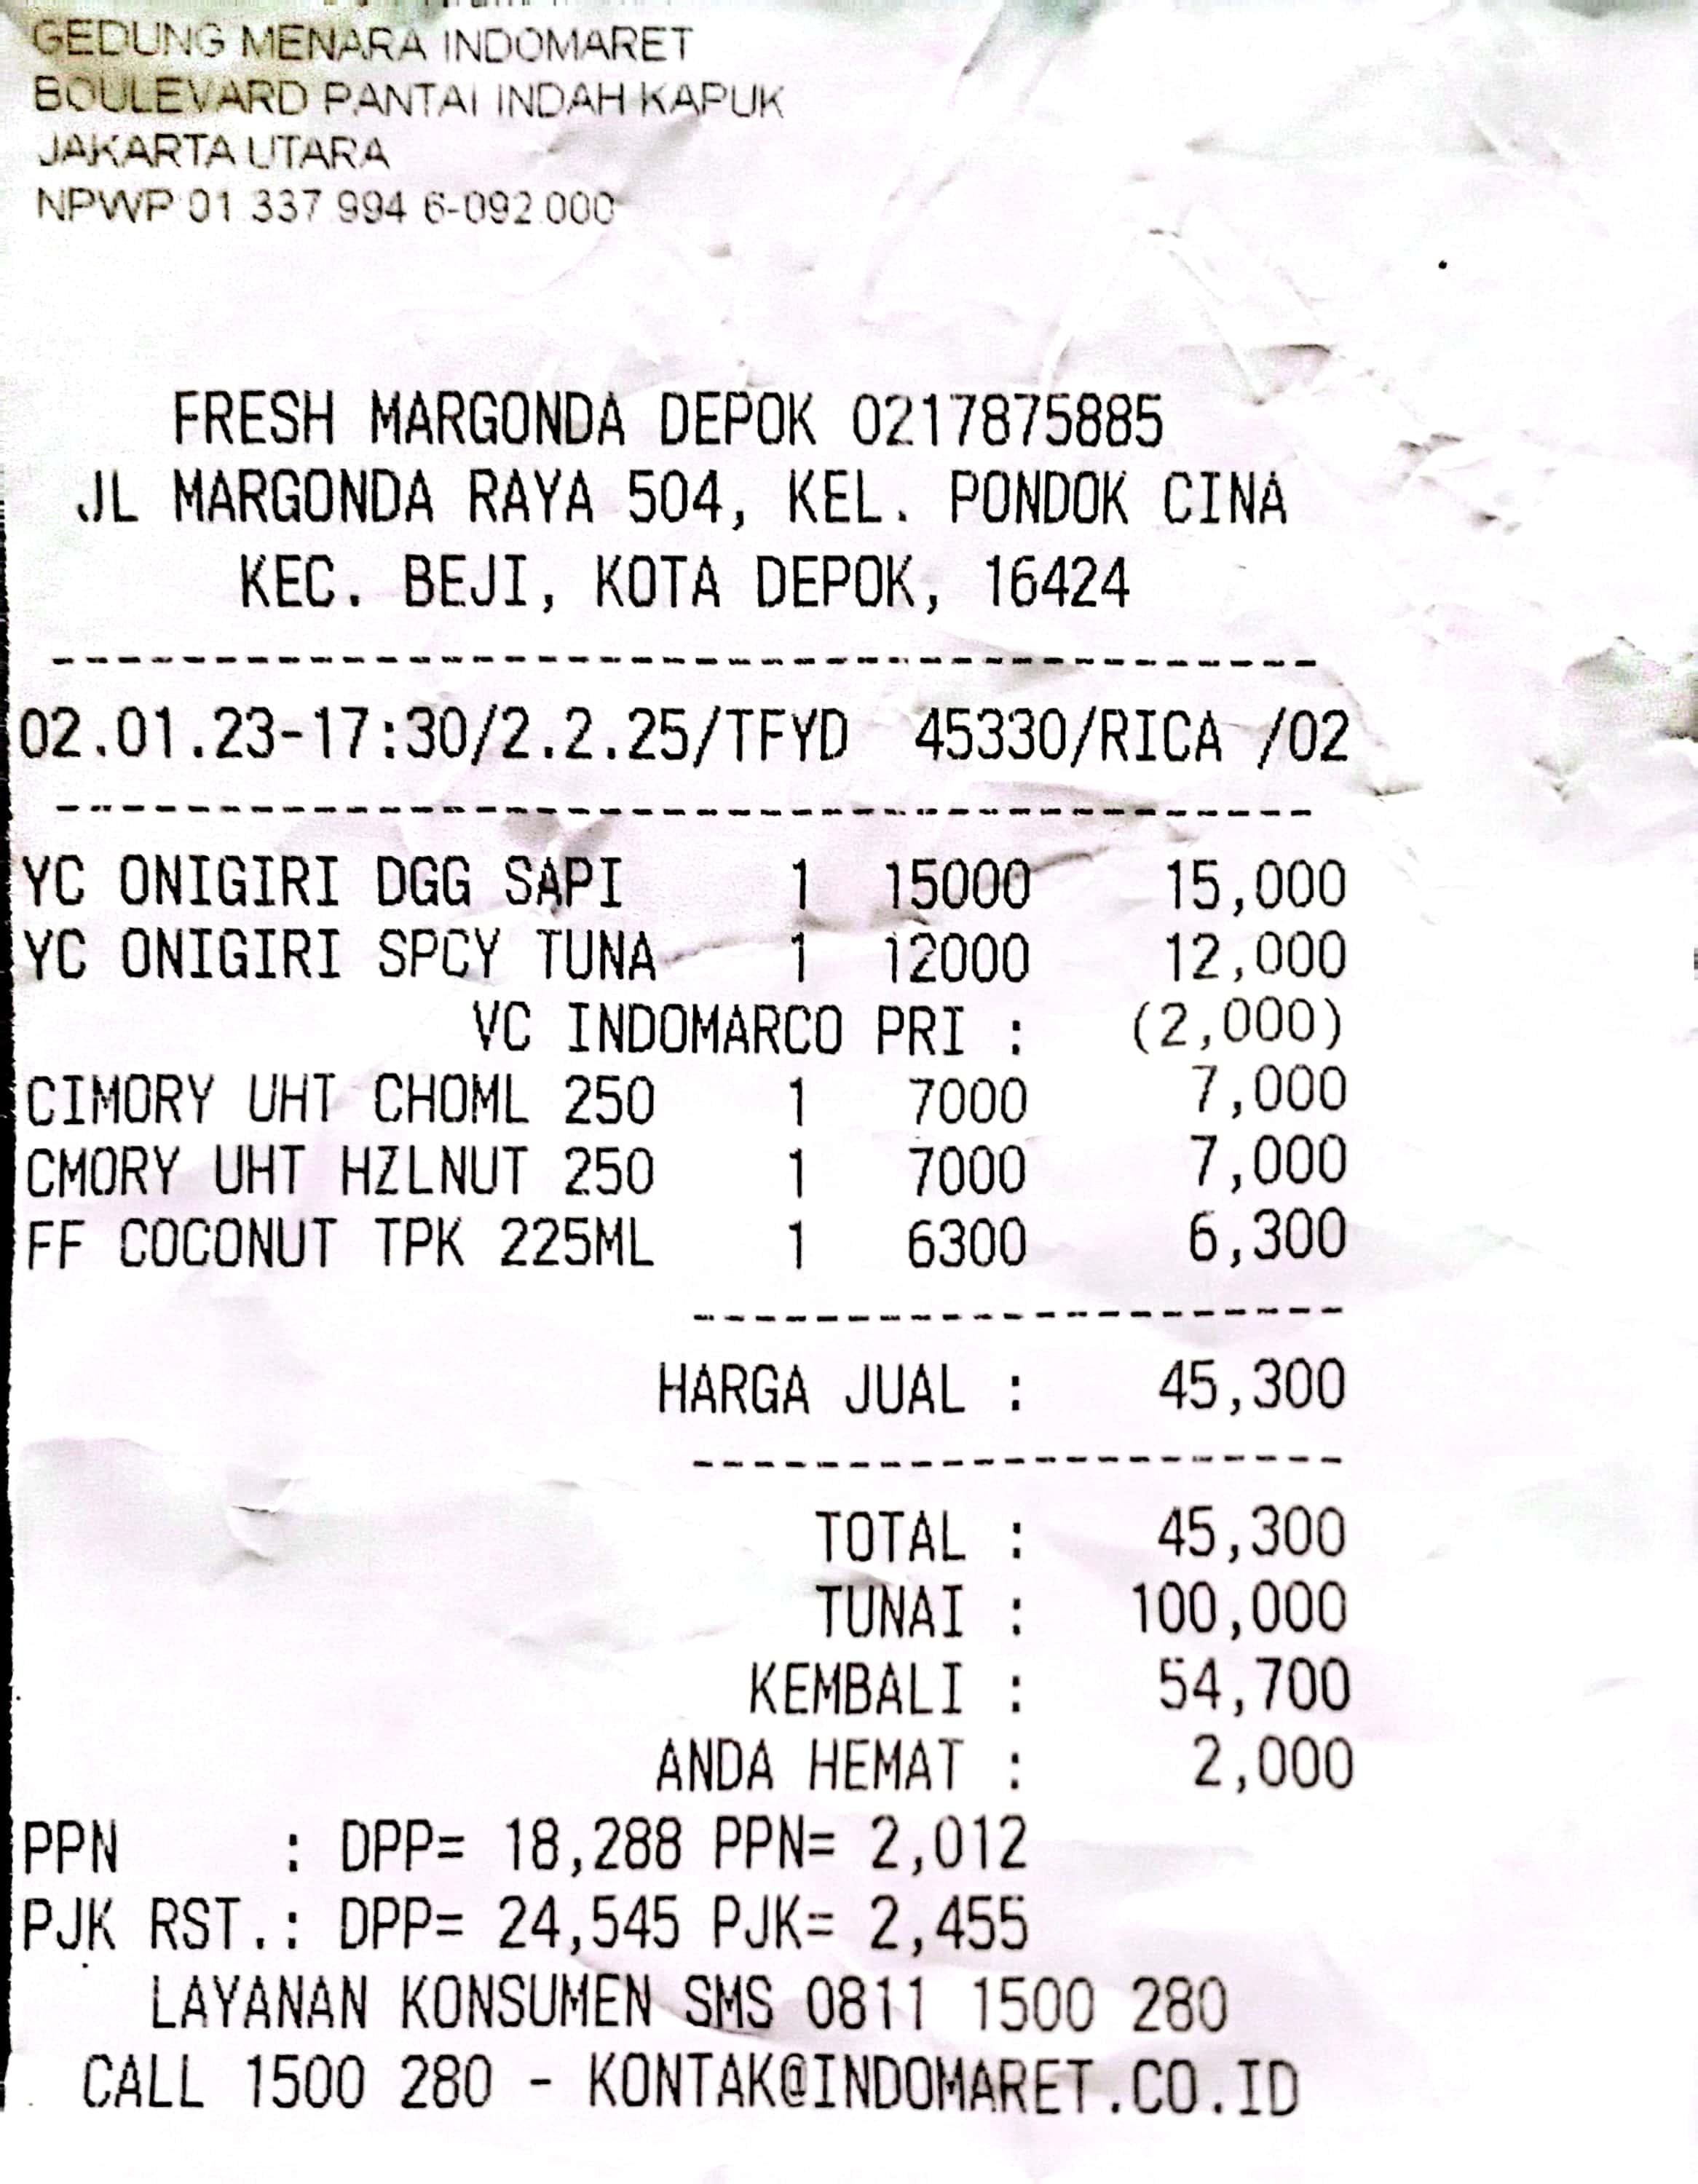 GEDUNG MENARA INDOMARET
BOULEVARD PANTAI INDAH KAPUK
JAKARTA UTARA
NPWP 01 337 994 6-092.000
FRESH MARGONDA DEPOK 0217875885
JL MARGONDA RAYA 504, KEL. PONDOK CINA
KEC. BEJI, KOTA DEPOK, 16424
02.01.23-17:30/2.2.25/TFYD 45330/RICA /02
YC ONIGIRI DGG SAPI 1 15000 15,000
YC ONIGIRI SPCY TUNA 1 12000 12,000
VC INDOMARCO PRI : (2,000)
CIMORY UHT CHOML 250 1 7000 7,000
CMORY UHT HZLNUT 250 1 7000 7,000
FF COCONUT TPK 225ML 1 6300 6,300
HARGA JUAL : 45,300
TOTAL : 45,300
TUNAI : 100,000
KEMBALI : 54,700
ANDA HEMAT : 2,000
PPN : DPP= 18,288 PPN= 2,012
PJK RST.: DPP= 24,545 PJK= 2,455
LAYANAN KONSUMEN SMS 0811 1500 280
CALL 1500 280 - KONTAK@INDOMARET.CO.ID